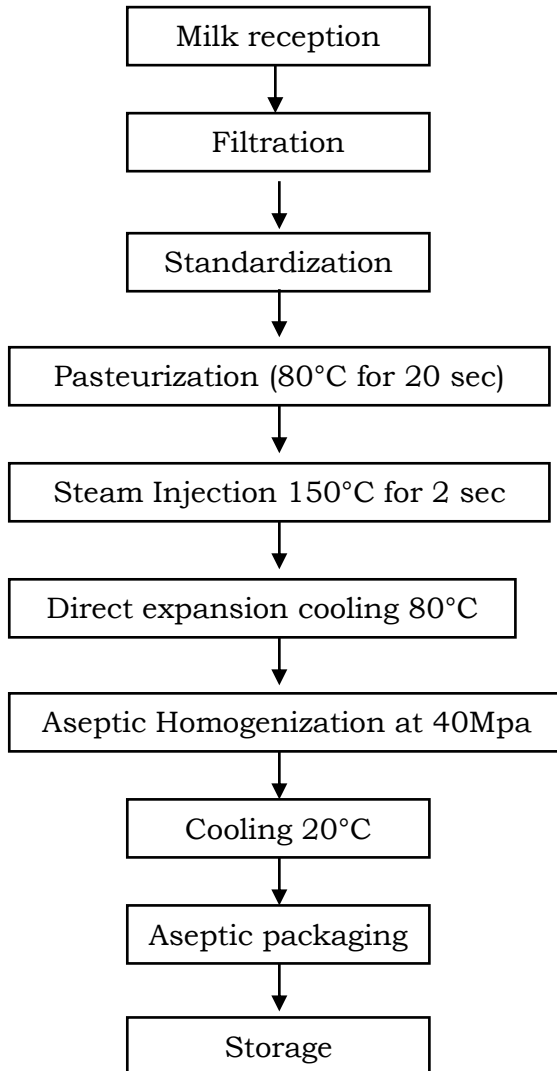 Milk reception
Filtration
Standardization
Pasteurization (80°C for 20 sec)
Steam Injection 150°C for 2 sec
Direct expansion cooling 80°C
Aseptic Homogenization at 40Mpa
Cooling 20°C
Aseptic packaging
Storage